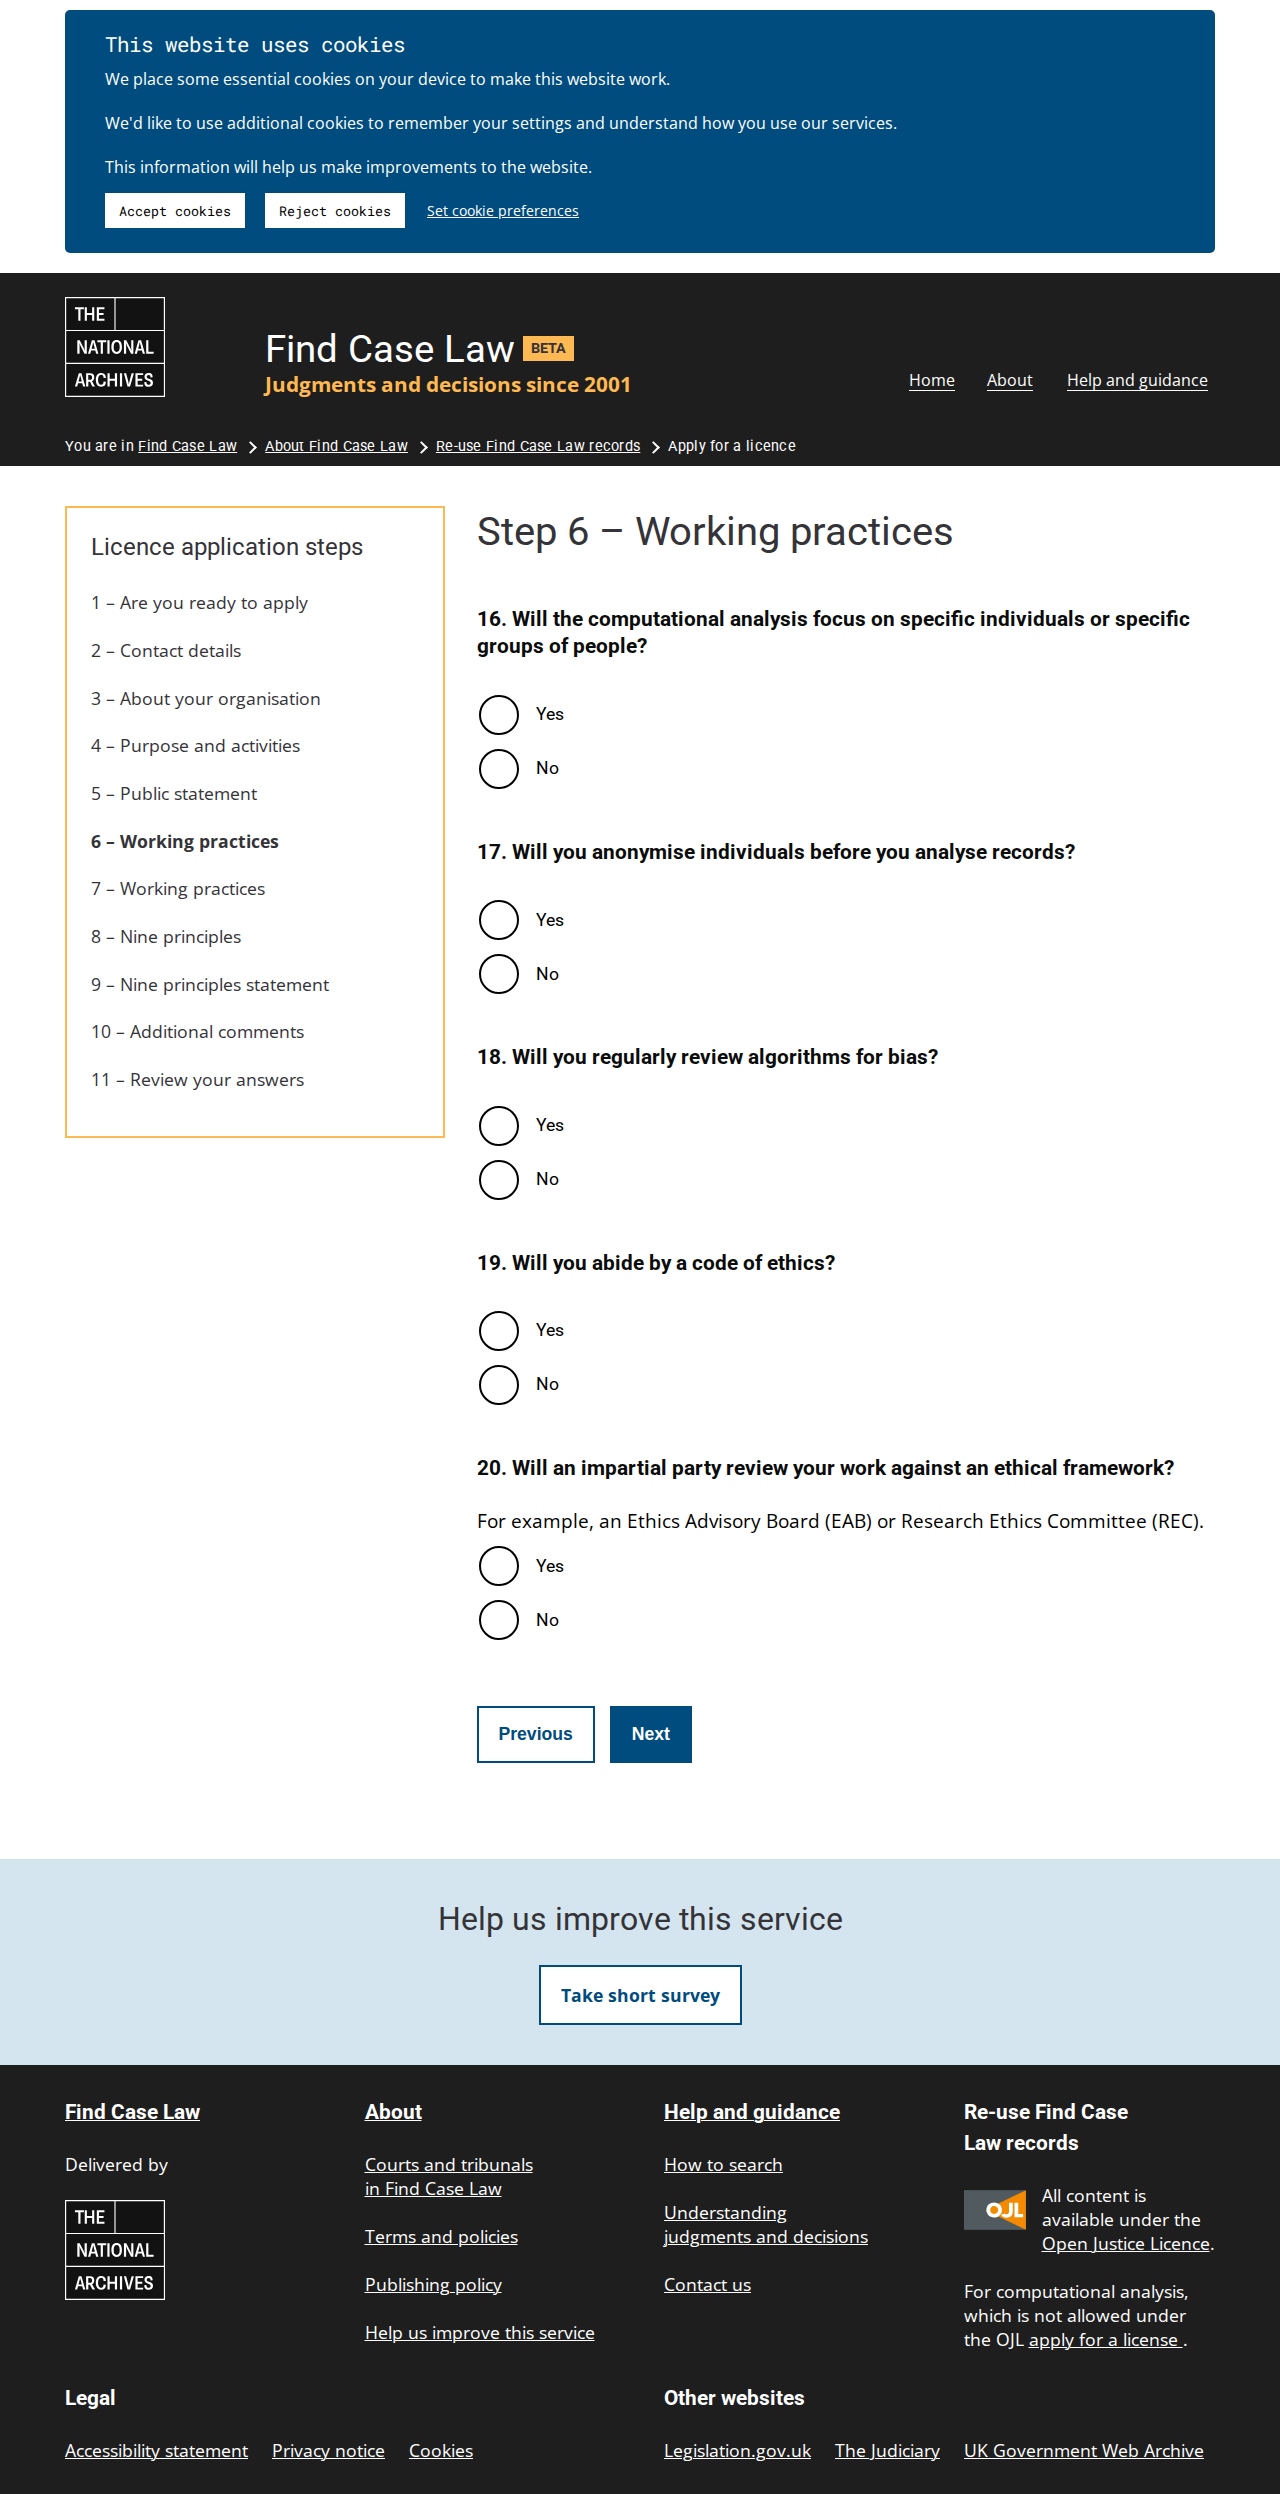 This website uses cookies
We place some essential cookies on your device to make this website work.
We'd like to use additional cookies to remember your settings and understand how you use our services.
This information will help us make improvements to the website.
Accept cookies Reject cookies Set cookie preferences
THE
NATIONAL
ARCHIVES
Find Case Law BETA
Judgments and decisions since 2001
Home About Help and guidance
You are in Find Case Law About Find Case Law Re-use Find Case Law records Apply for a licence
Licence application steps
1 – Are you ready to apply
2 – Contact details
3 – About your organisation
4 – Purpose and activities
5 – Public statement
6 – Working practices
7 – Working practices
8 – Nine principles
9 – Nine principles statement
10 – Additional comments
11 – Review your answers
Step 6 – Working practices
16. Will the computational analysis focus on specific individuals or specific
groups of people?
Yes
No
17. Will you anonymise individuals before you analyse records?
Yes
No
18. Will you regularly review algorithms for bias?
Yes
No
19. Will you abide by a code of ethics?
Yes
No
20. Will an impartial party review your work against an ethical framework?
For example, an Ethics Advisory Board (EAB) or Research Ethics Committee (REC).
Yes
No
Previous Next
Help us improve this service
Take short survey
Find Case Law
Delivered by
THE
NATIONAL
ARCHIVES
About
Courts and tribunals
in Find Case Law
Terms and policies
Publishing policy
Help us improve this service
Help and guidance
How to search
Understanding
judgments and decisions
Contact us
Re-use Find Case
Law records
OJL
All content is
available under the
Open Justice Licence.
For computational analysis,
which is not allowed under
the OJL apply for a license .
Legal
Accessibility statement Privacy notice Cookies
Other websites
Legislation.gov.uk The Judiciary UK Government Web Archive